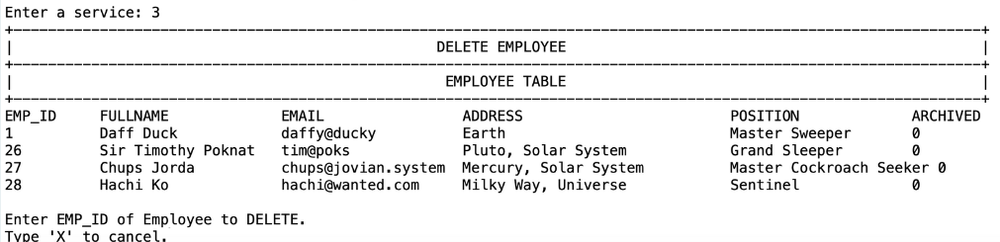 Enter a service: 3
+------------------------------------------------------------------------------------------------------------------+
|                                                 DELETE EMPLOYEE                                                |
+------------------------------------------------------------------------------------------------------------------+
|                                                  EMPLOYEE TABLE                                                |
+------------------------------------------------------------------------------------------------------------------+
EMP_ID     FULLNAME             EMAIL                ADDRESS                        POSITION             ARCHIVED
1          Daff Duck            daffy@ducky          Earth                          Master Sweeper       0
26         Sir Timothy Poknat   tim@poks             Pluto, Solar System            Grand Sleeper        0
27         Chups Jorda          chups@jovian.system  Mercury, Solar System          Master Cockroach Seeker 0
28         Hachi Ko             hachi@wanted.com     Milky Way, Universe            Sentinel             0
Enter EMP_ID of Employee to DELETE.
Type 'X' to cancel.